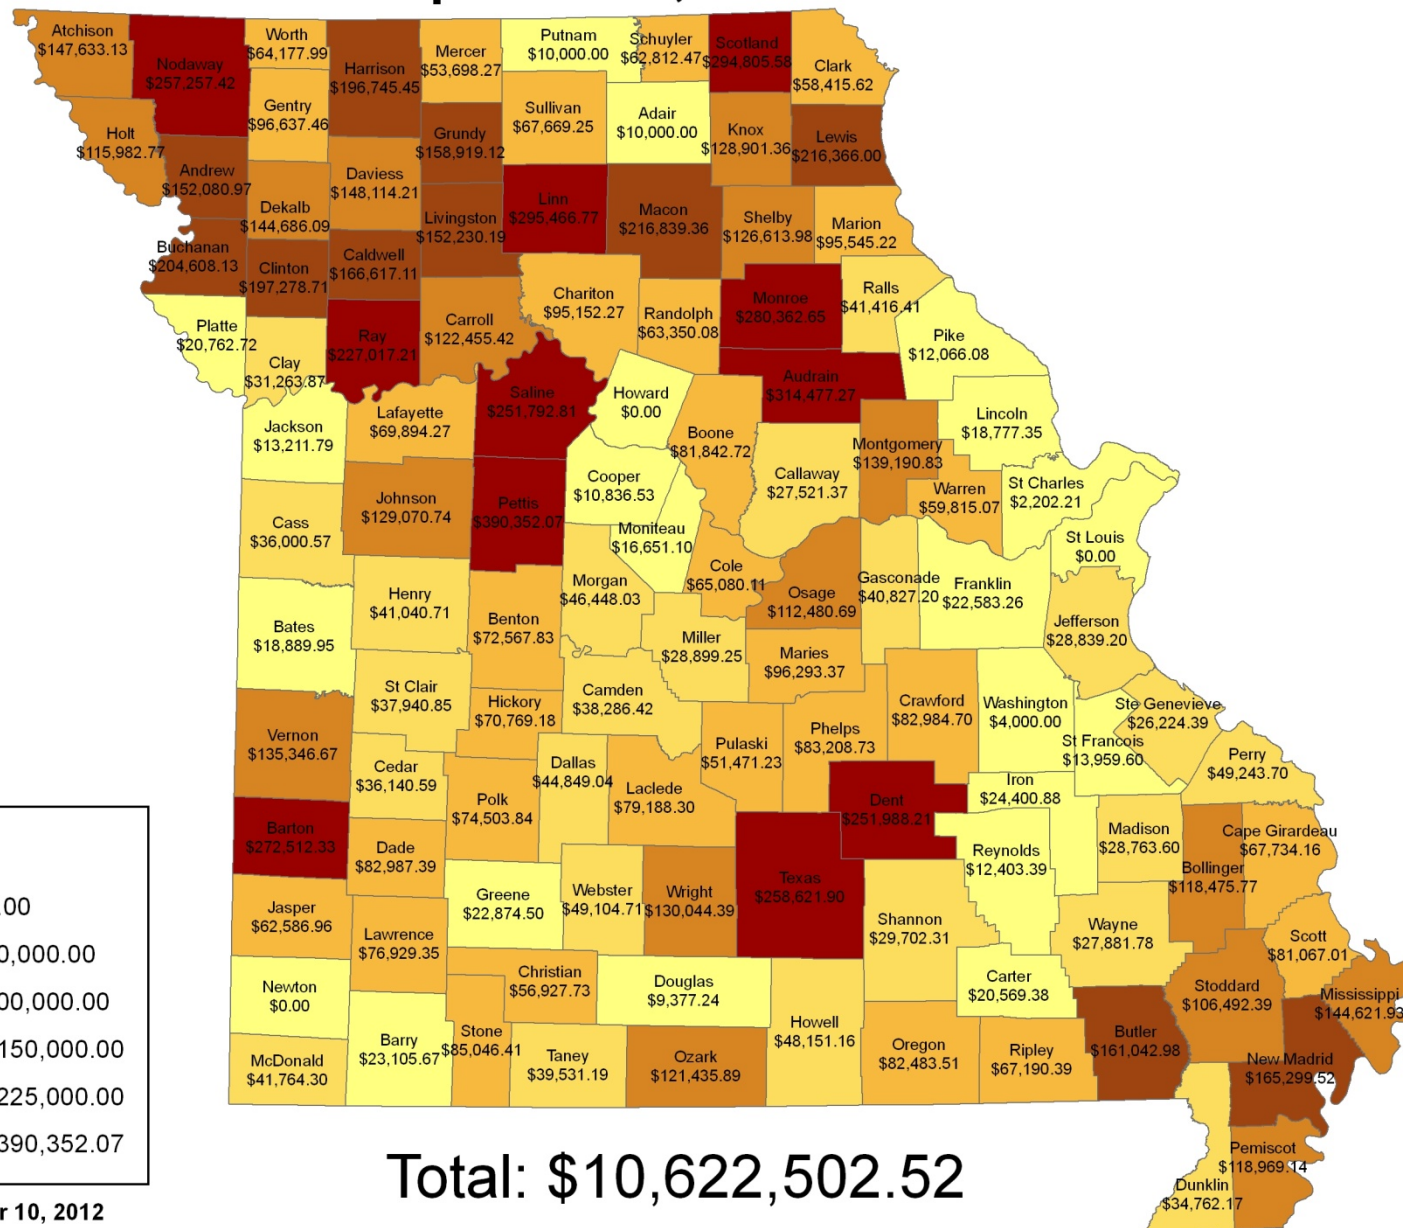 Atchison
$147,633.13
Nodaway
$257,257.42
Worth
$64,177.99
Harrison
$196,745.45
Mercer
$53,698.27
Putnam
$10,000.00
Schuyler
$62,812.47
Scotland
$294,805.58
Clark
$58,415.62
Gentry
$96,637.46
Sullivan
$67,669.25
Adair
$10,000.00
Knox
$128,901.36
Lewis
$216,366.00
Holt
$115,982.77
Grundy
$158,919.12
Andrew
$152,080.97
Daviess
$148,114.21
Dekalb
$144,686.09
Livingston
$152,230.19
Linn
$295,466.77
Macon
$216,839.36
Shelby
$126,613.98
Marion
$95,545.22
Buchanan
$204,608.13
Clinton
$197,278.71
Caldwell
$166,617.11
Chariton
$95,152.27
Randolph
$63,350.08
Monroe
$280,362.65
Ralls
$41,416.41
Platte
$20,762.72
Clay
$31,263.87
Ray
$227,017.21
Carroll
$122,455.42
Pike
$12,066.08
Audrain
$314,477.27
Saline
$251,792.81
Howard
$0.00
Lafayette
$69,894.27
Jackson
$13,211.79
Boone
$81,842.72
Lincoln
$18,777.35
Montgomery
$139,190.83
Callaway
$27,521.37
Cooper
$10,836.53
Warren
$59,815.07
St Charles
$2,202.21
Johnson
$129,070.74
Pettis
$390,352.07
Cass
$36,000.57
Moniteau
$16,651.10
St Louis
$0.00
Cole
$65,080.11
Morgan
$46,448.03
Osage
$112,480.69
Gasconade
$40,827.20
Franklin
$22,583.26
Henry
$41,040.71
Benton
$72,567.83
Bates
$18,889.95
Jefferson
$28,839.20
Miller
$28,899.25
Maries
$96,293.37
St Clair
$37,940.85
Hickory
$70,769.18
Camden
$38,286.42
Crawford
$82,984.70
Washington
$4,000.00
Ste Genevieve
$26,224.39
Vernon
$135,346.67
Pulaski
$51,471.23
Phelps
$83,208.73
St Francois
$13,959.60
Perry
$49,243.70
Cedar
$36,140.59
Dallas
$44,849.04
Laclede
$79,188.30
Iron
$24,400.88
Polk
$74,503.84
Dent
$251,988.21
Barton
$272,512.33
Dade
$82,987.39
Reynolds
$12,403.39
Madison
$28,763.60
Cape Girardeau
$67,734.16
Bollinger
$118,475.77
Greene
$22,874.50
Webster
$49,104.71
Wright
$130,044.39
Texas
$258,621.90
Jasper
$62,586.96
Lawrence
$76,929.35
Shannon
$29,702.31
Wayne
$27,881.78
Scott
$81,067.01
Christian
$56,927.73
Douglas
$9,377.24
Newton
$0.00
Carter
$20,569.38
Stoddard
$106,492.39
Mississippi
$144,621.93
Howell
$48,151.16
Butler
$161,042.98
Barry
$23,105.67
Stone
$85,046.41
Taney
$39,531.19
Ozark
$121,435.89
Oregon
$82,483.51
Ripley
$67,190.39
McDonald
$41,764.30
New Madrid
$165,299.52
Pemiscot
$118,969.14
Dunklin
$34,762.17
.00
0,000.00
00,000.00
150,000.00
225,000.00
390,352.07
Total: $10,622,502.52
r 10, 2012